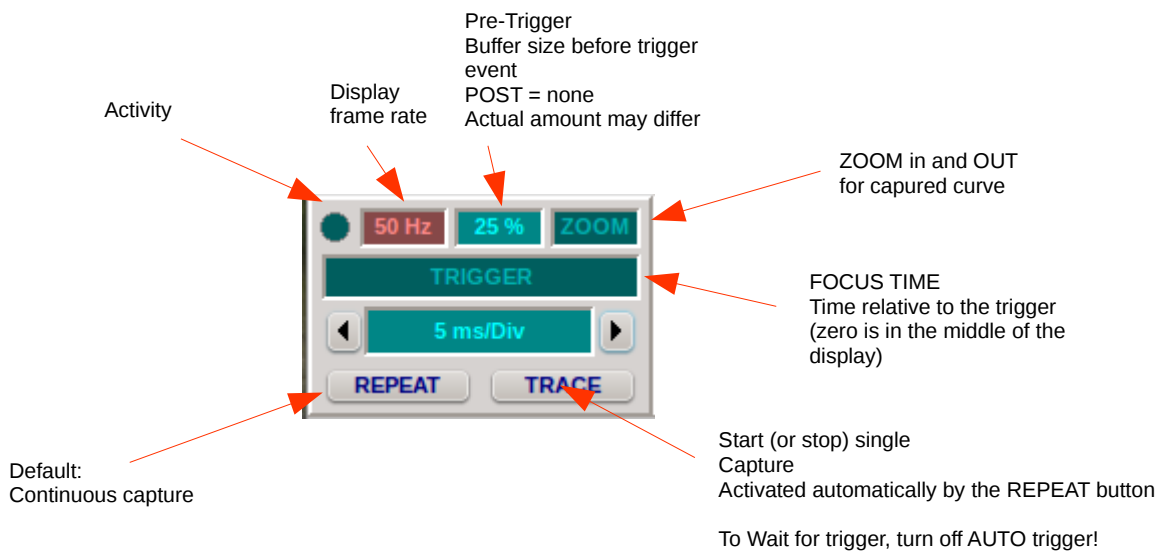 Pre-Trigger
Buffer size before trigger
event
POST = none
Actual amount may differ
Display
frame rate
Activity
ZOOM in and OUT
for capured curve
50 Hz
25 %
ZOOM
TRIGGER
FOCUS TIME
Time relative to the trigger
(zero is in the middle of the
display)
5 ms/Div
REPEAT
TRACE
Default:
Continuous capture
Start (or stop) single
Capture
Activated automatically by the REPEAT button
To Wait for trigger, turn off AUTO trigger!